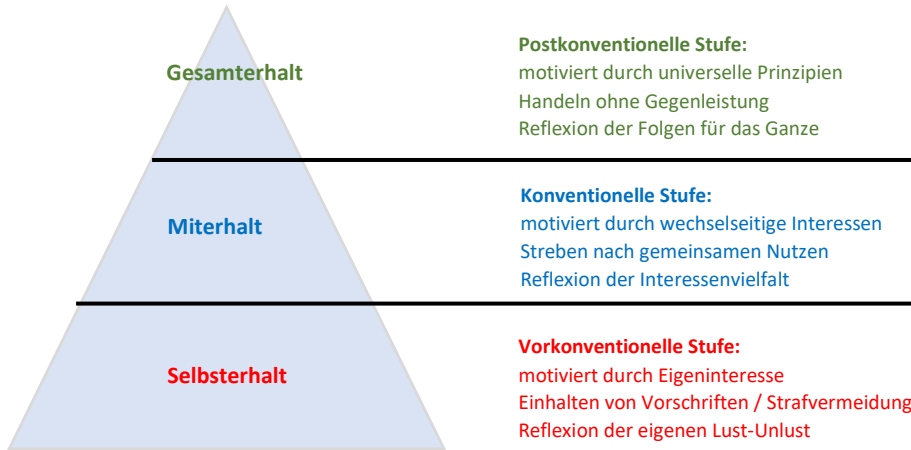 Gesamterhalt
Postkonventionelle Stufe:
motiviert durch universelle Prinzipien
Handeln ohne Gegenleistung
Reflexion der Folgen für das Ganze
Miterhalt
Konventionelle Stufe:
motiviert durch wechselseitige Interessen
Streben nach gemeinsamen Nutzen
Reflexion der Interessenvielfalt
Selbsterhalt
Vorkonventionelle Stufe:
motiviert durch Eigeninteresse
Einhalten von Vorschriften / Strafvermeidung
Reflexion der eigenen Lust-Unlust